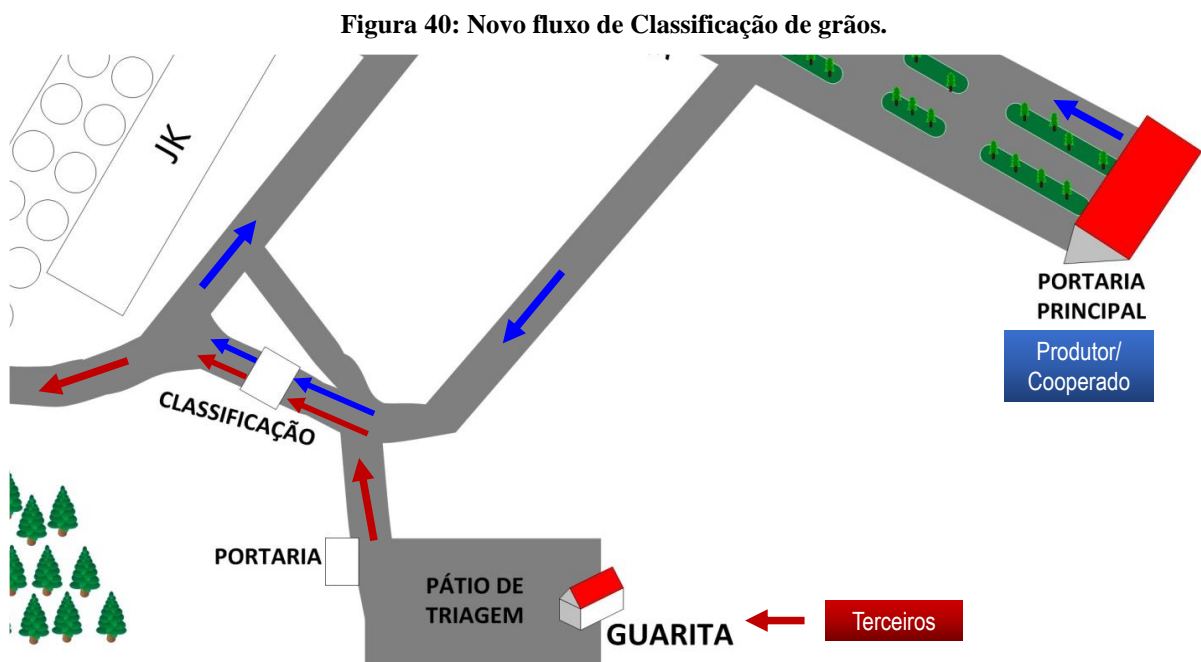 Figura 40: Novo fluxo de Classificação de grãos.
JK
PORTARIA
PRINCIPAL
Produtor/
Cooperado
CLASSIFICAÇÃO
PORTARIA
PÁTIO DE
TRIAGEM
GUARITA
Terceiros